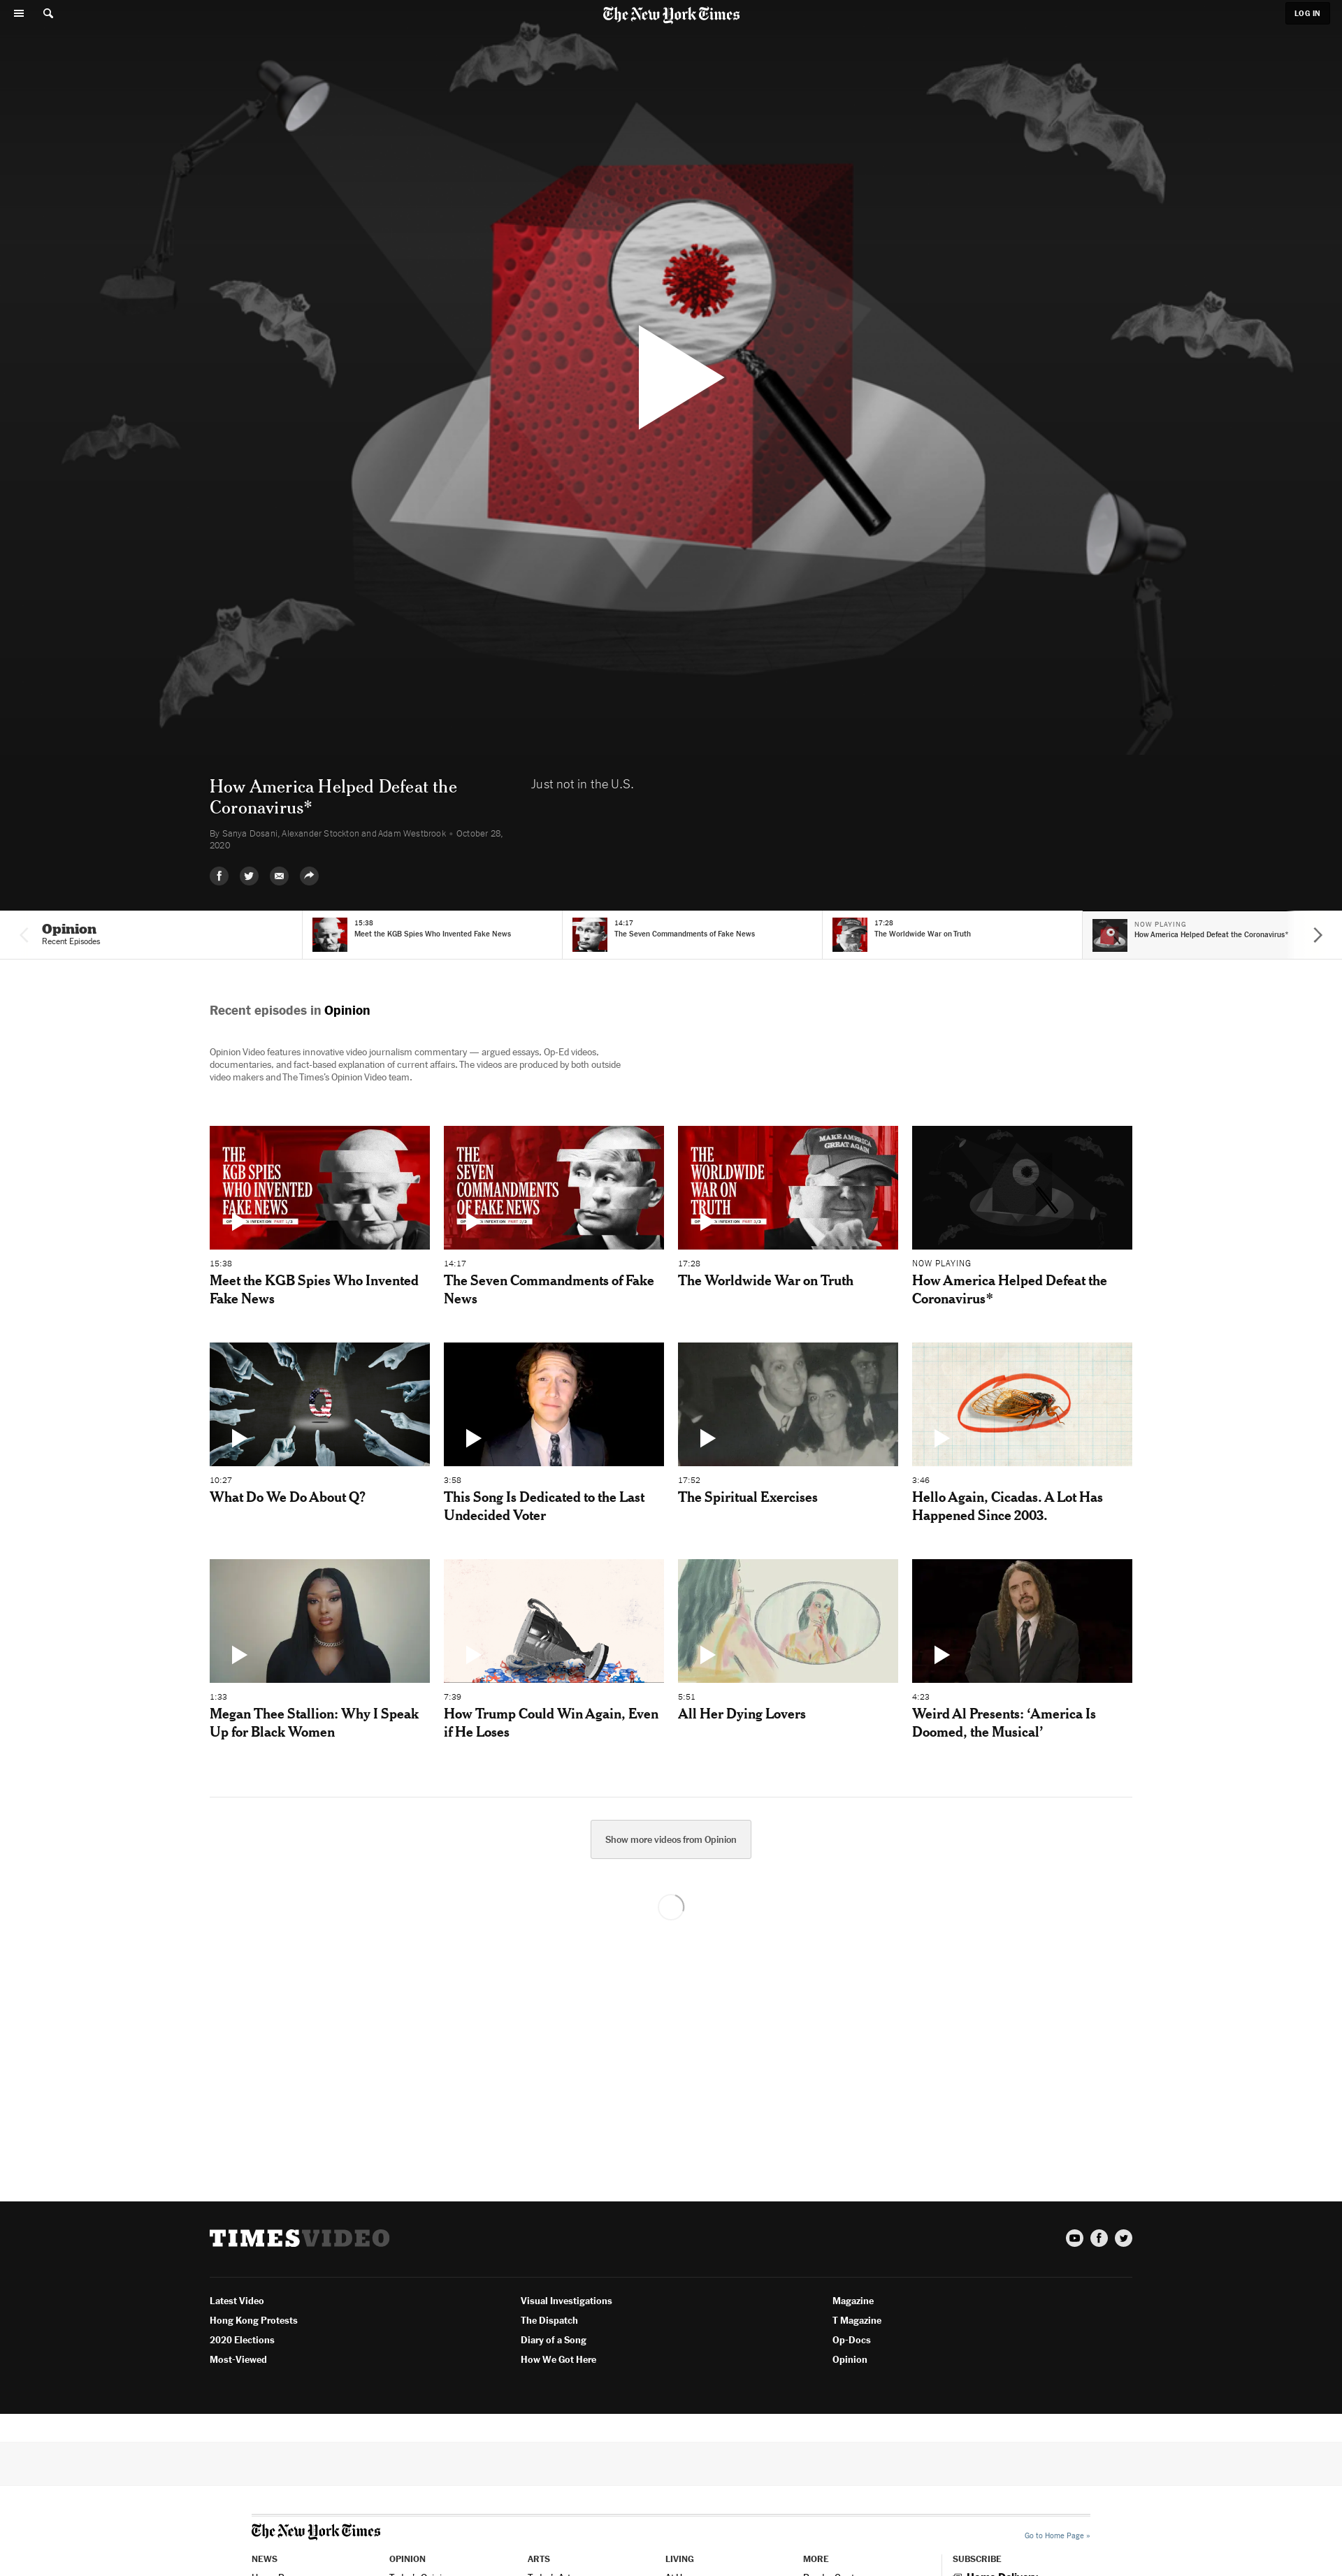 The New York Times
LOG IN
How America Helped Defeat the
Coronavirus*
Just not in the U.S.
By Sanya Dosani, Alexander Stockton and Adam Westbrook • October 28,
2020
Opinion
Recent Episodes
15:38
Meet the KGB Spies Who Invented Fake News
14:17
The Seven Commandments of Fake News
17:28
The Worldwide War on Truth
NOW PLAYING
How America Helped Defeat the Coronavirus*
Recent episodes in Opinion
Opinion Video features innovative video journalism commentary — argued essays, Op-Ed videos,
documentaries, and fact-based explanation of current affairs. The videos are produced by both outside
video makers and The Times's Opinion Video team.
THE
KGB SPIES
WHO INVENTED
FAKE NEWS
THE
SEVEN
COMMANDMENTS
OF FAKE NEWS
MAKE AMERICA
GREAT AGAIN
THE
WORLDWIDE
WAR ON
TRUTH
15:38
Meet the KGB Spies Who Invented
Fake News
14:17
The Seven Commandments of Fake
News
17:28
The Worldwide War on Truth
NOW PLAYING
How America Helped Defeat the
Coronavirus*
10:27
What Do We Do About Q?
3:58
This Song Is Dedicated to the Last
Undecided Voter
17:52
The Spiritual Exercises
3:46
Hello Again, Cicadas. A Lot Has
Happened Since 2003.
1:33
Megan Thee Stallion: Why I Speak
Up for Black Women
7:39
How Trump Could Win Again, Even
if He Loses
5:51
All Her Dying Lovers
4:23
Weird Al Presents: ‘America Is
Doomed, the Musical’
Show more videos from Opinion
TIMESVIDEO
Latest Video
Hong Kong Protests
2020 Elections
Most-Viewed
Visual Investigations
The Dispatch
Diary of a Song
How We Got Here
Magazine
T Magazine
Op-Docs
Opinion
The New York Times
Go to Home Page »
NEWS
OPINION
ARTS
LIVING
MORE
SUBSCRIBE